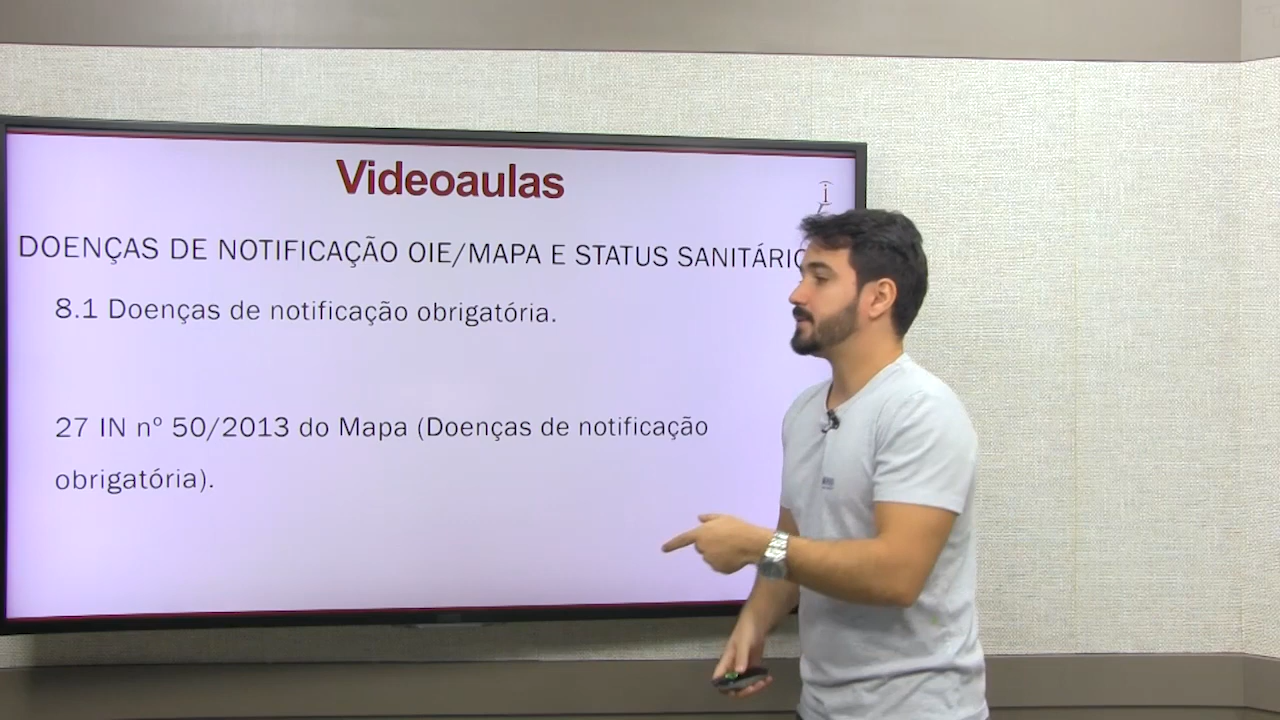 Videoaulas
DOENÇAS DE NOTIFICAÇÃO OIE/MAPA E STATUS SANITÁRIO
8.1 Doenças de notificação obrigatória.
27 IN nº 50/2013 do Mapa (Doenças de notificação
obrigatória).